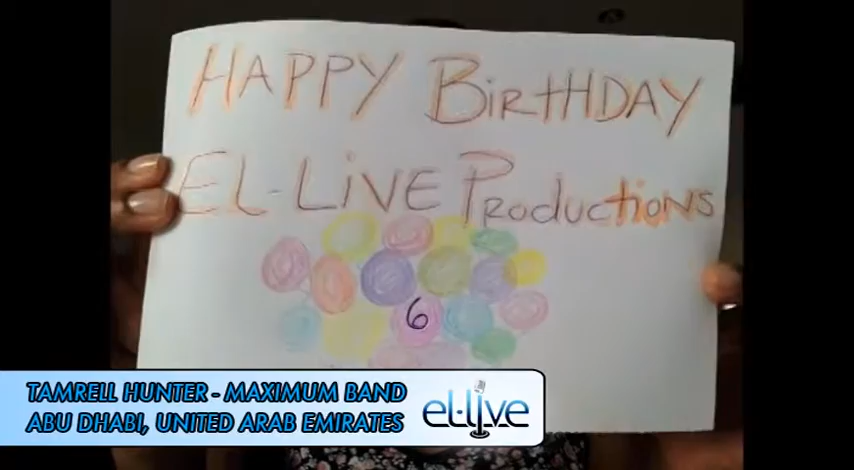 HAPPY BiRTHDAY
EL-LiVE PRODUCTiONS
6
TAMRELL HUNTER - MAXIMUM BAND
ABU DHABI, UNITED ARAB EMIRATES
el-live